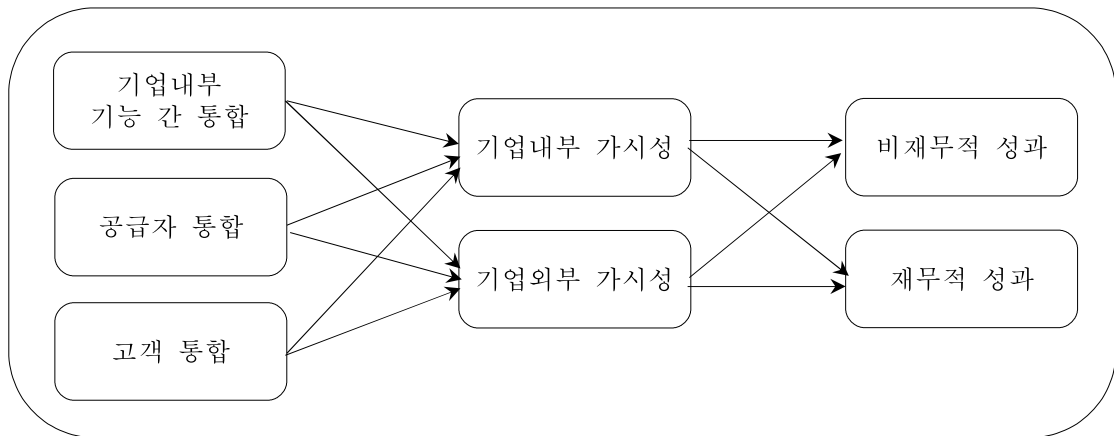 기업내부
기능 간 통합
공급자 통합
고객 통합
기업내부 가시성
기업외부 가시성
비재무적 성과
재무적 성과